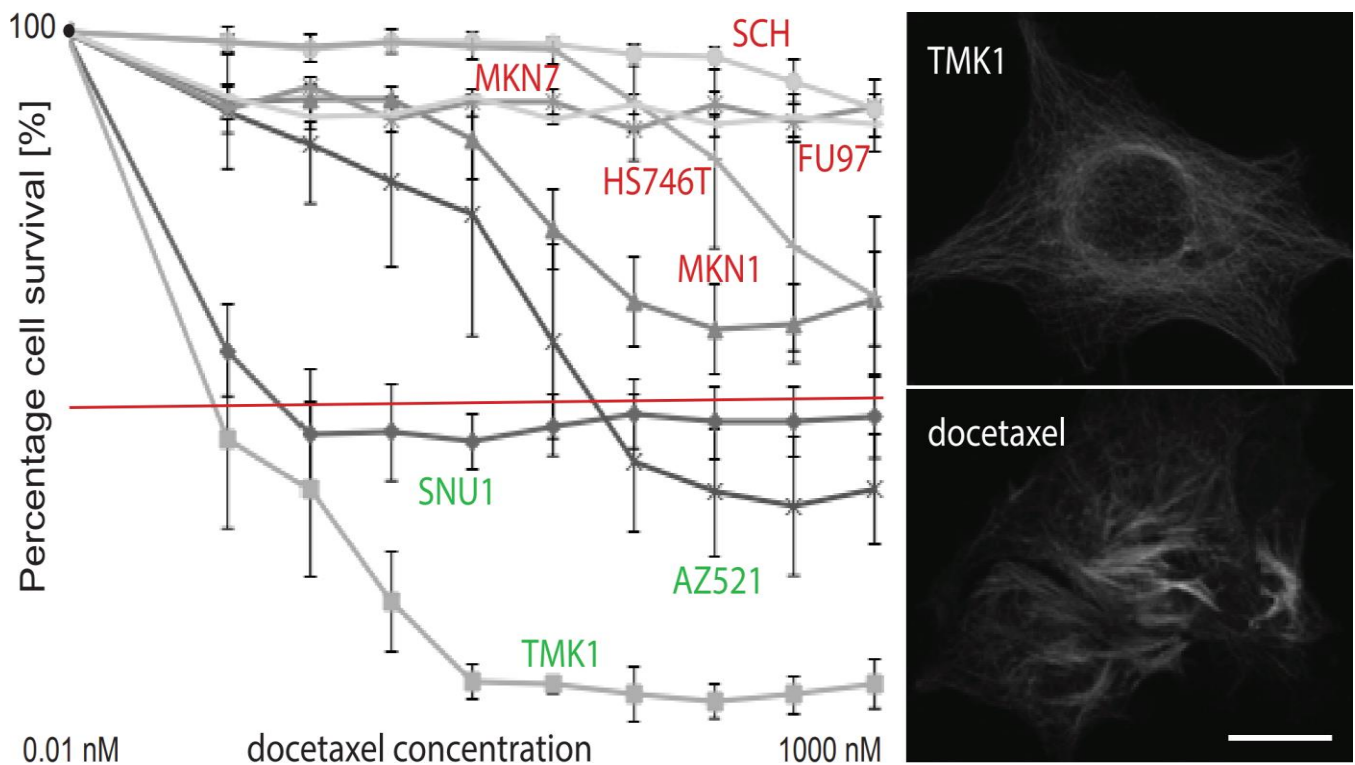 100
Percentage cell survival [%]
SCH
MKN7
HS746T
FU97
MKN1
SNU1
AZ521
TMK1
0.01 nM
docetaxel concentration
1000 nM
TMK1
docetaxel